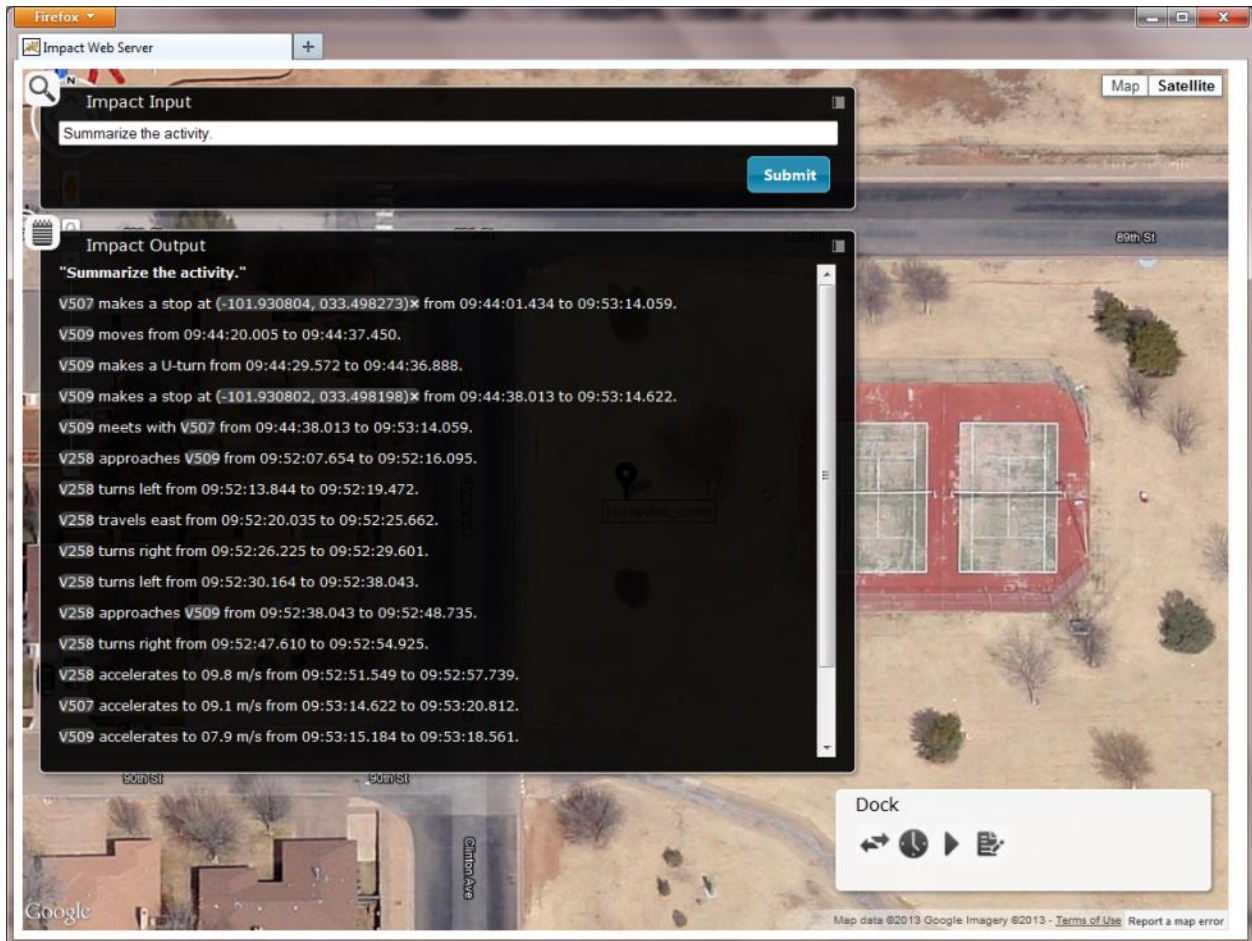 Firefox
Impact Web Server
N
Map Satellite
Impact Input
Summarize the activity.
Submit
89th St
Impact Output
"Summarize the activity."
V507 makes a stop at (-101.930804, 033.498273)× from 09:44:01.434 to 09:53:14.059.
V509 moves from 09:44:20.005 to 09:44:37.450.
V509 makes a U-turn from 09:44:29.572 to 09:44:36.888.
V509 makes a stop at (-101.930802, 033.498198)× from 09:44:38.013 to 09:53:14.622.
V509 meets with V507 from 09:44:38.013 to 09:53:14.059.
V258 approaches V509 from 09:52:07.654 to 09:52:16.095.
V258 turns left from 09:52:13.844 to 09:52:19.472.
V258 travels east from 09:52:20.035 to 09:52:25.662.
suspected_cache
V258 turns right from 09:52:26.225 to 09:52:29.601.
V258 turns left from 09:52:30.164 to 09:52:38.043.
V258 approaches V509 from 09:52:38.043 to 09:52:48.735.
V258 turns right from 09:52:47.610 to 09:52:54.925.
V258 accelerates to 09.8 m/s from 09:52:51.549 to 09:52:57.739.
V507 accelerates to 09.1 m/s from 09:53:14.622 to 09:53:20.812.
V509 accelerates to 07.9 m/s from 09:53:15.184 to 09:53:18.561.
90th St 90th St
Dock
Clinton Ave
Google
Map data ©2013 Google Imagery ©2013 - Terms of Use Report a map error